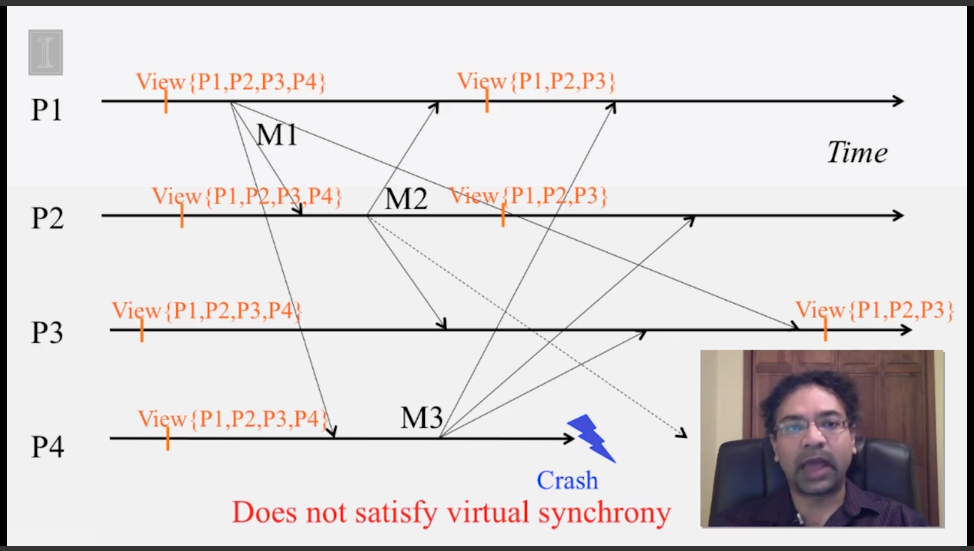 I
View{P1,P2,P3,P4}
View{P1,P2,P3}
P1
M1
Time
View{P1,P2,P3,P4}
M2
View{P1,P2,P3}
P2
View{P1,P2,P3,P4}
View{P1,P2,P3}
P3
View{P1,P2,P3,P4}
M3
P4
Crash
Does not satisfy virtual synchrony